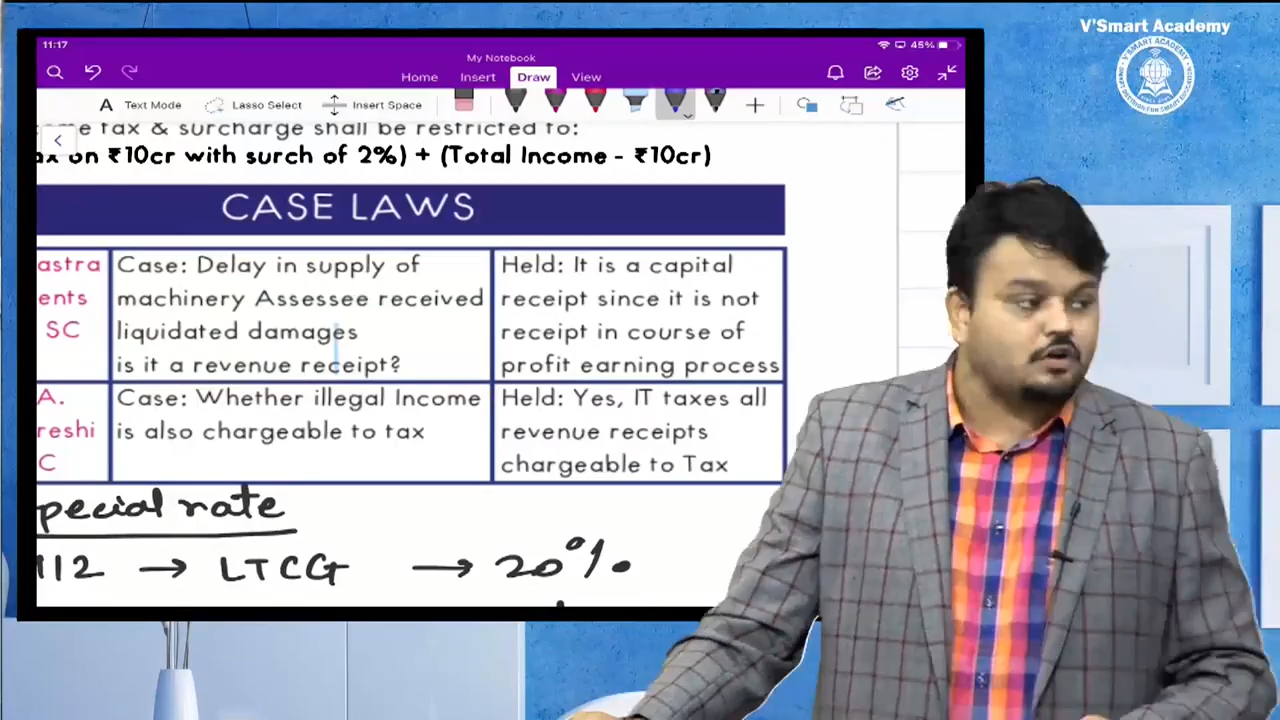 V'Smart Academy
11:17
45%
My Notebook
Home Insert Draw View
A Text Mode Lasso Select Insert Space
ome tax & surcharge shall be restricted to:
ax on ₹10cr with surch of 2%) + (Total Income - ₹10cr)
CASE LAWS
astra
ents
SC
Case: Delay in supply of
machinery Assessee received
liquidated damages
is it a revenue receipt?
Held: It is a capital
receipt since it is not
receipt in course of
profit earning process
A.
reshi
C
Case: Whether illegal Income
is also chargeable to tax
Held: Yes, IT taxes all
revenue receipts
chargeable to Tax
pecial rate
112 → LTCG → 20%